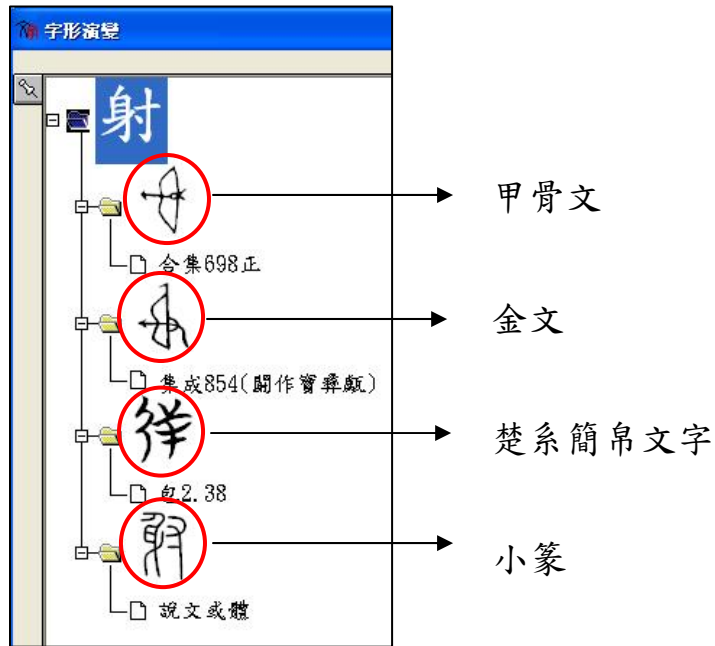 字形演變
射
甲骨文
合集698正
金文
集成854(闘作寶彝甗)
楚系簡帛文字
包2.38
小篆
說文或體